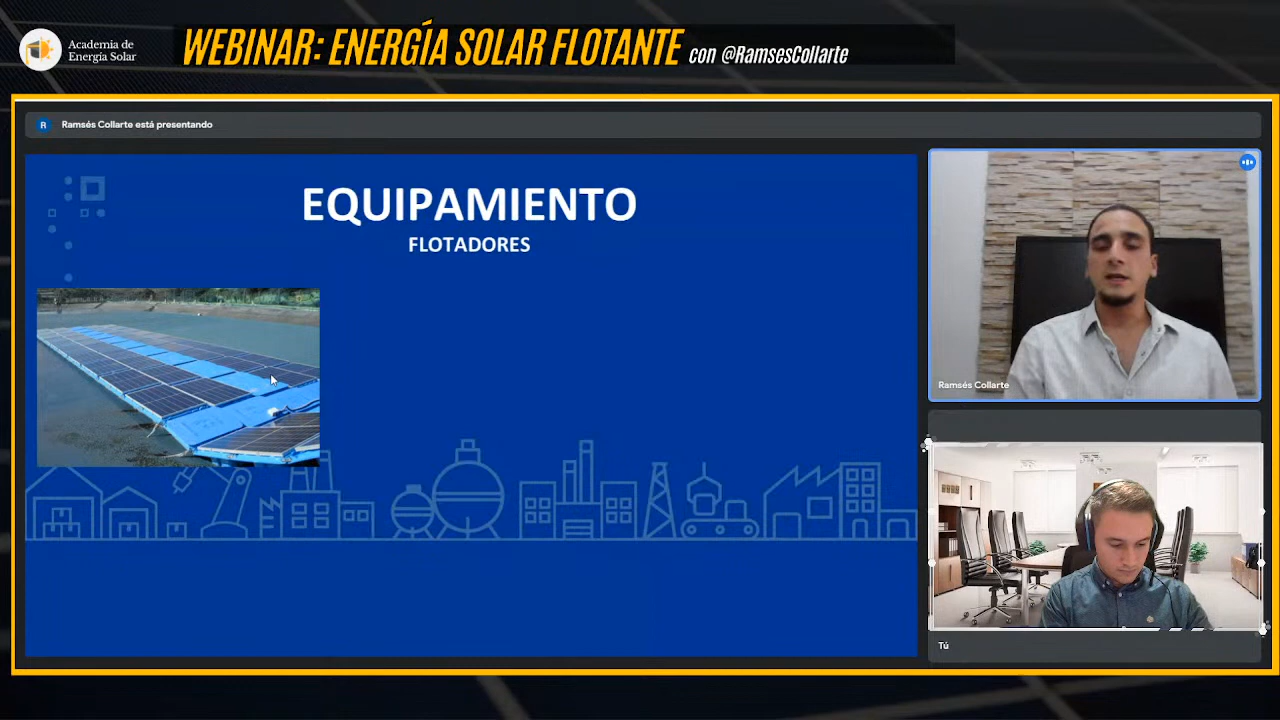 Academia de
Energía Solar
WEBINAR: ENERGÍA SOLAR FLOTANTE con @RamsesCollarte
R Ramsés Collarte está presentando
EQUIPAMIENTO
FLOTADORES
Ramsés Collarte
Tú